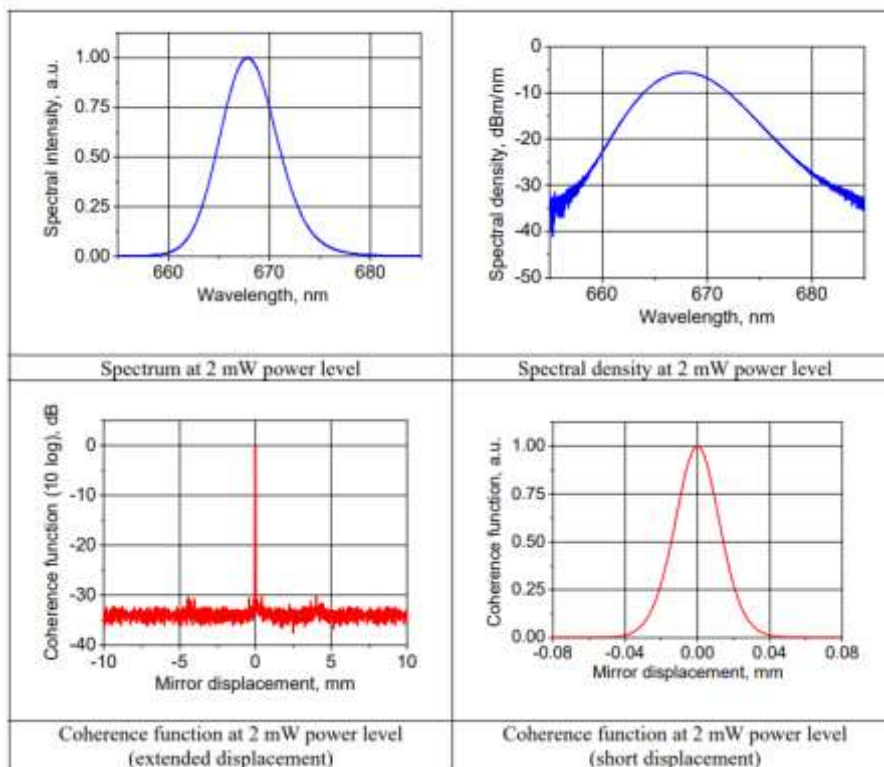 Spectral intensity, a.u.
1.00
0.75
0.50
0.25
0.00
660 670 680
Wavelength, nm
Spectral density, dBm/nm
0
-10
-20
-30
-40
-50
660 670 680
Wavelength, nm
Spectrum at 2 mW power level
Spectral density at 2 mW power level
Coherence function (10 log), dB
0
-10
-20
-30
-40
-10 -5 0 5 10
Mirror displacement, mm
Coherence function, a.u.
1.00
0.75
0.50
0.25
0.00
-0.08 -0.04 0.00 0.04 0.08
Mirror displacement, mm
Coherence function at 2 mW power level
(extended displacement)
Coherence function at 2 mW power level
(short displacement)